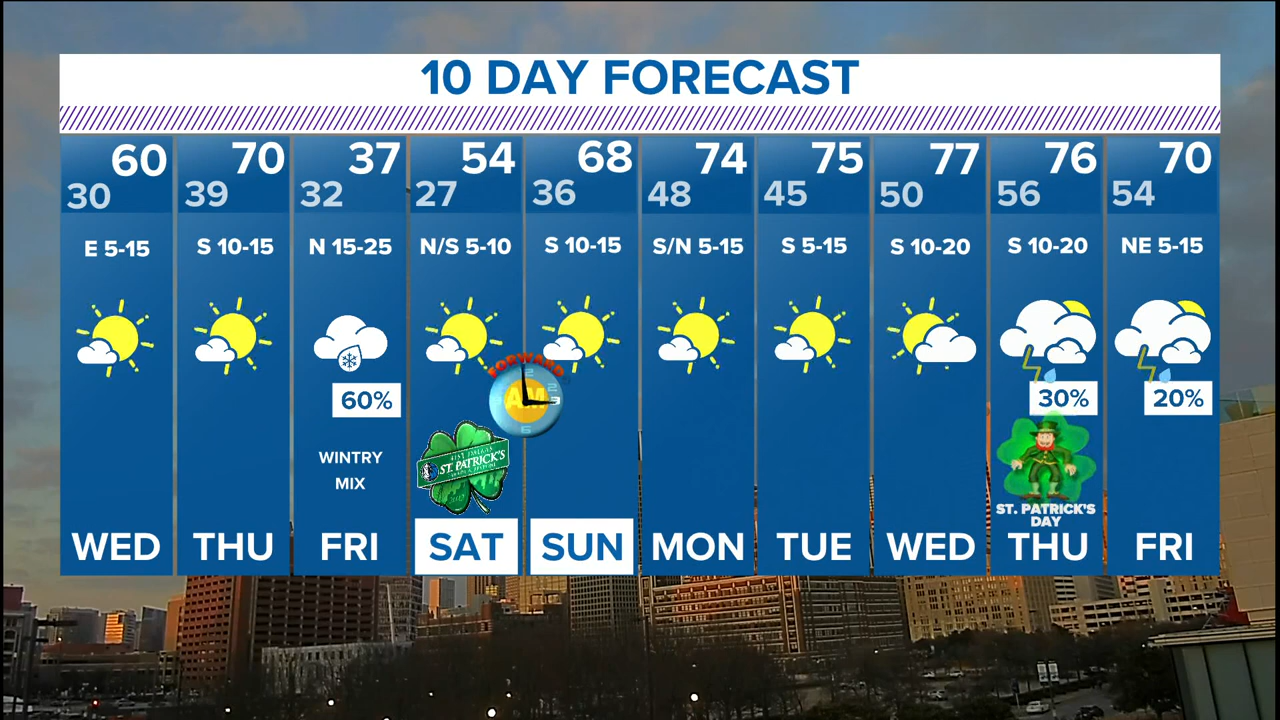 10 DAY FORECAST
60 70 37 54 68 74 75 77 76 70
30 39 32 27 36 48 45 50 56 54
E 5-15 S 10-15 N 15-25 N/S 5-10 S 10-15 S/N 5-15 S 5-15 S 10-20 S 10-20 NE 5-15
FORWARD
AM
60% 30% 20%
ST. PATRICK'S
WINTRY
MIX
ST. PATRICK'S
DAY
WED THU FRI SAT SUN MON TUE WED THU FRI